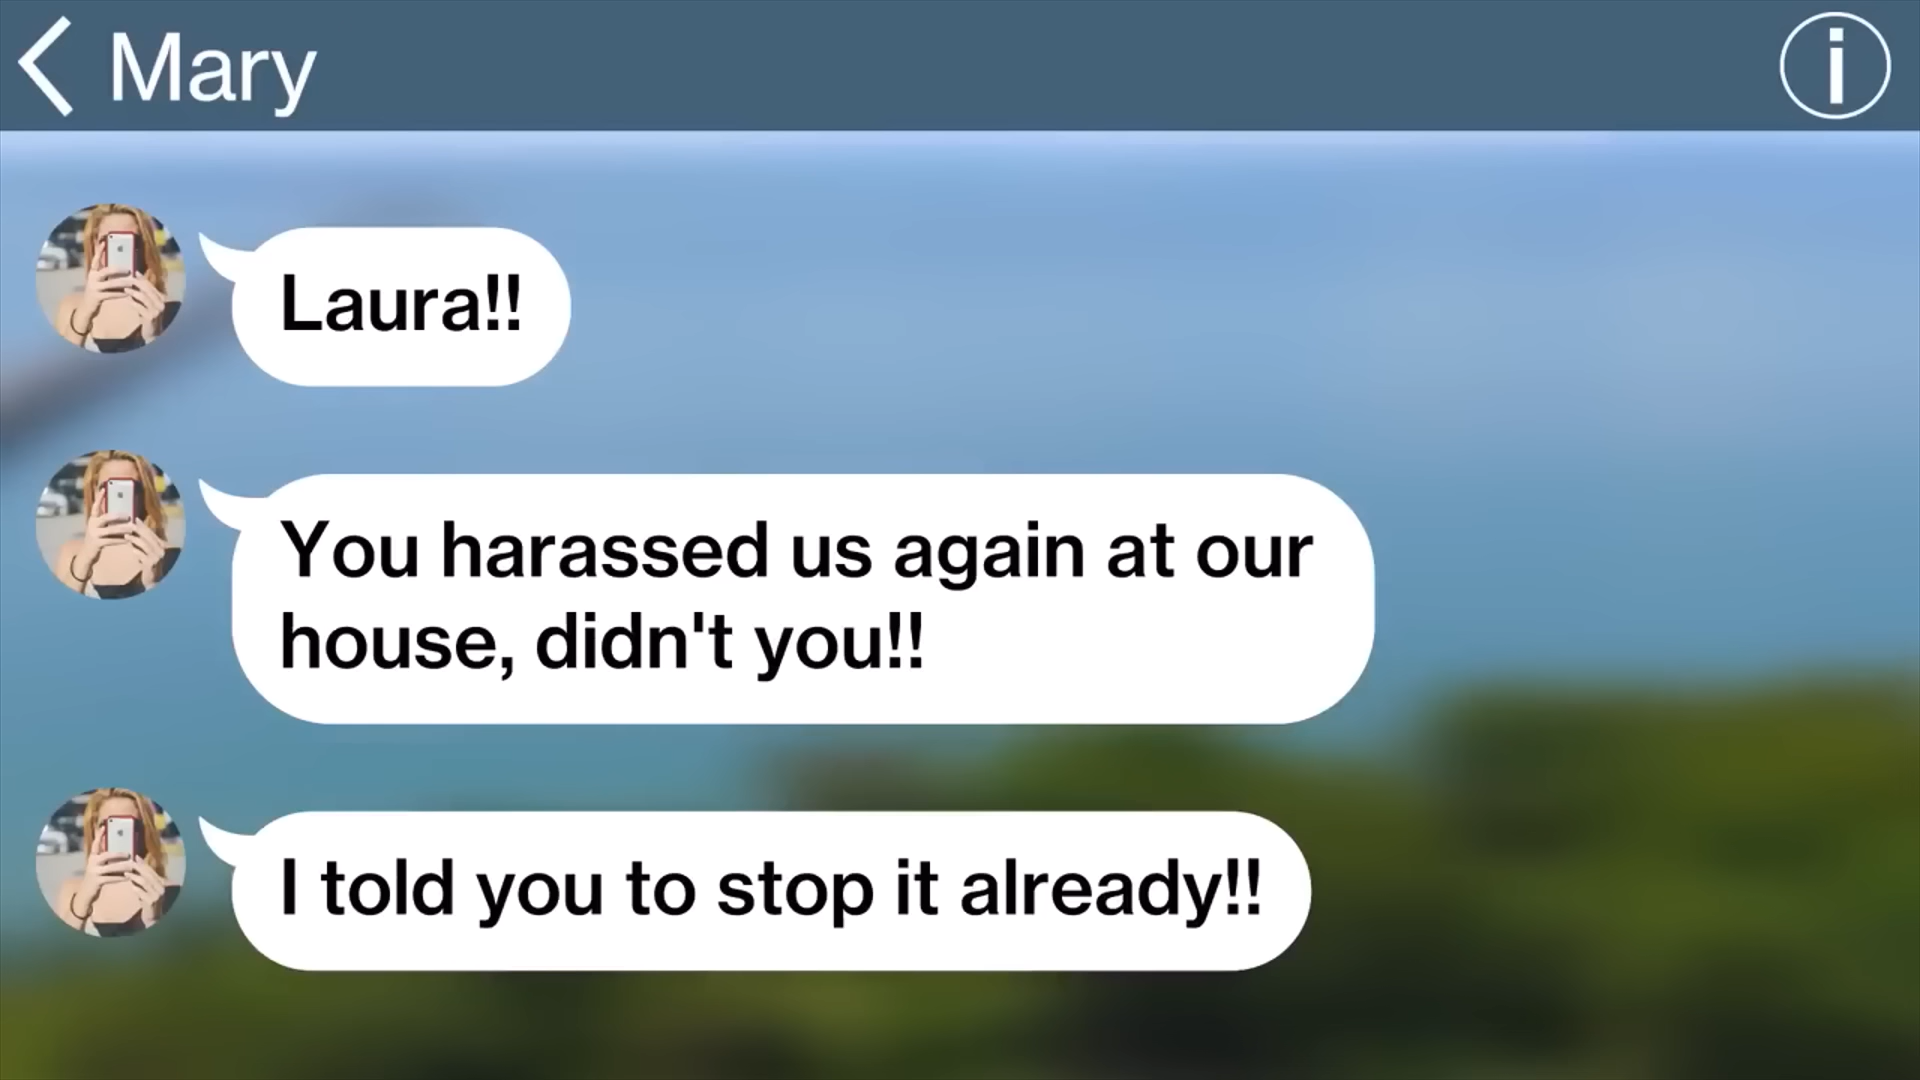 Mary
Laura!!
You harassed us again at our
house, didn't you!!
I told you to stop it already!!